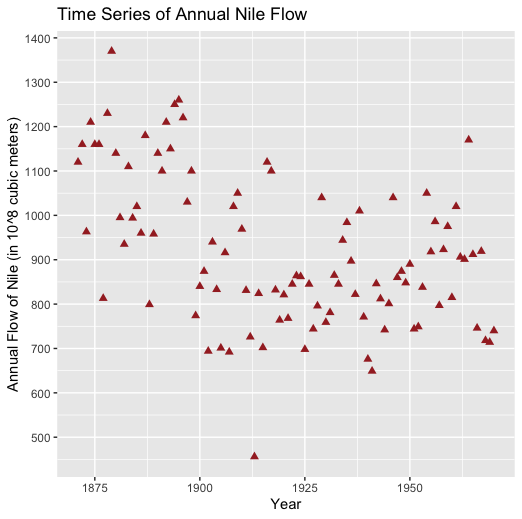 Time Series of Annual Nile Flow
Annual Flow of Nile (in 10^8 cubic meters)
1400
1300
1200
1100
1000
900
800
700
600
500
1875 1900 1925 1950
Year